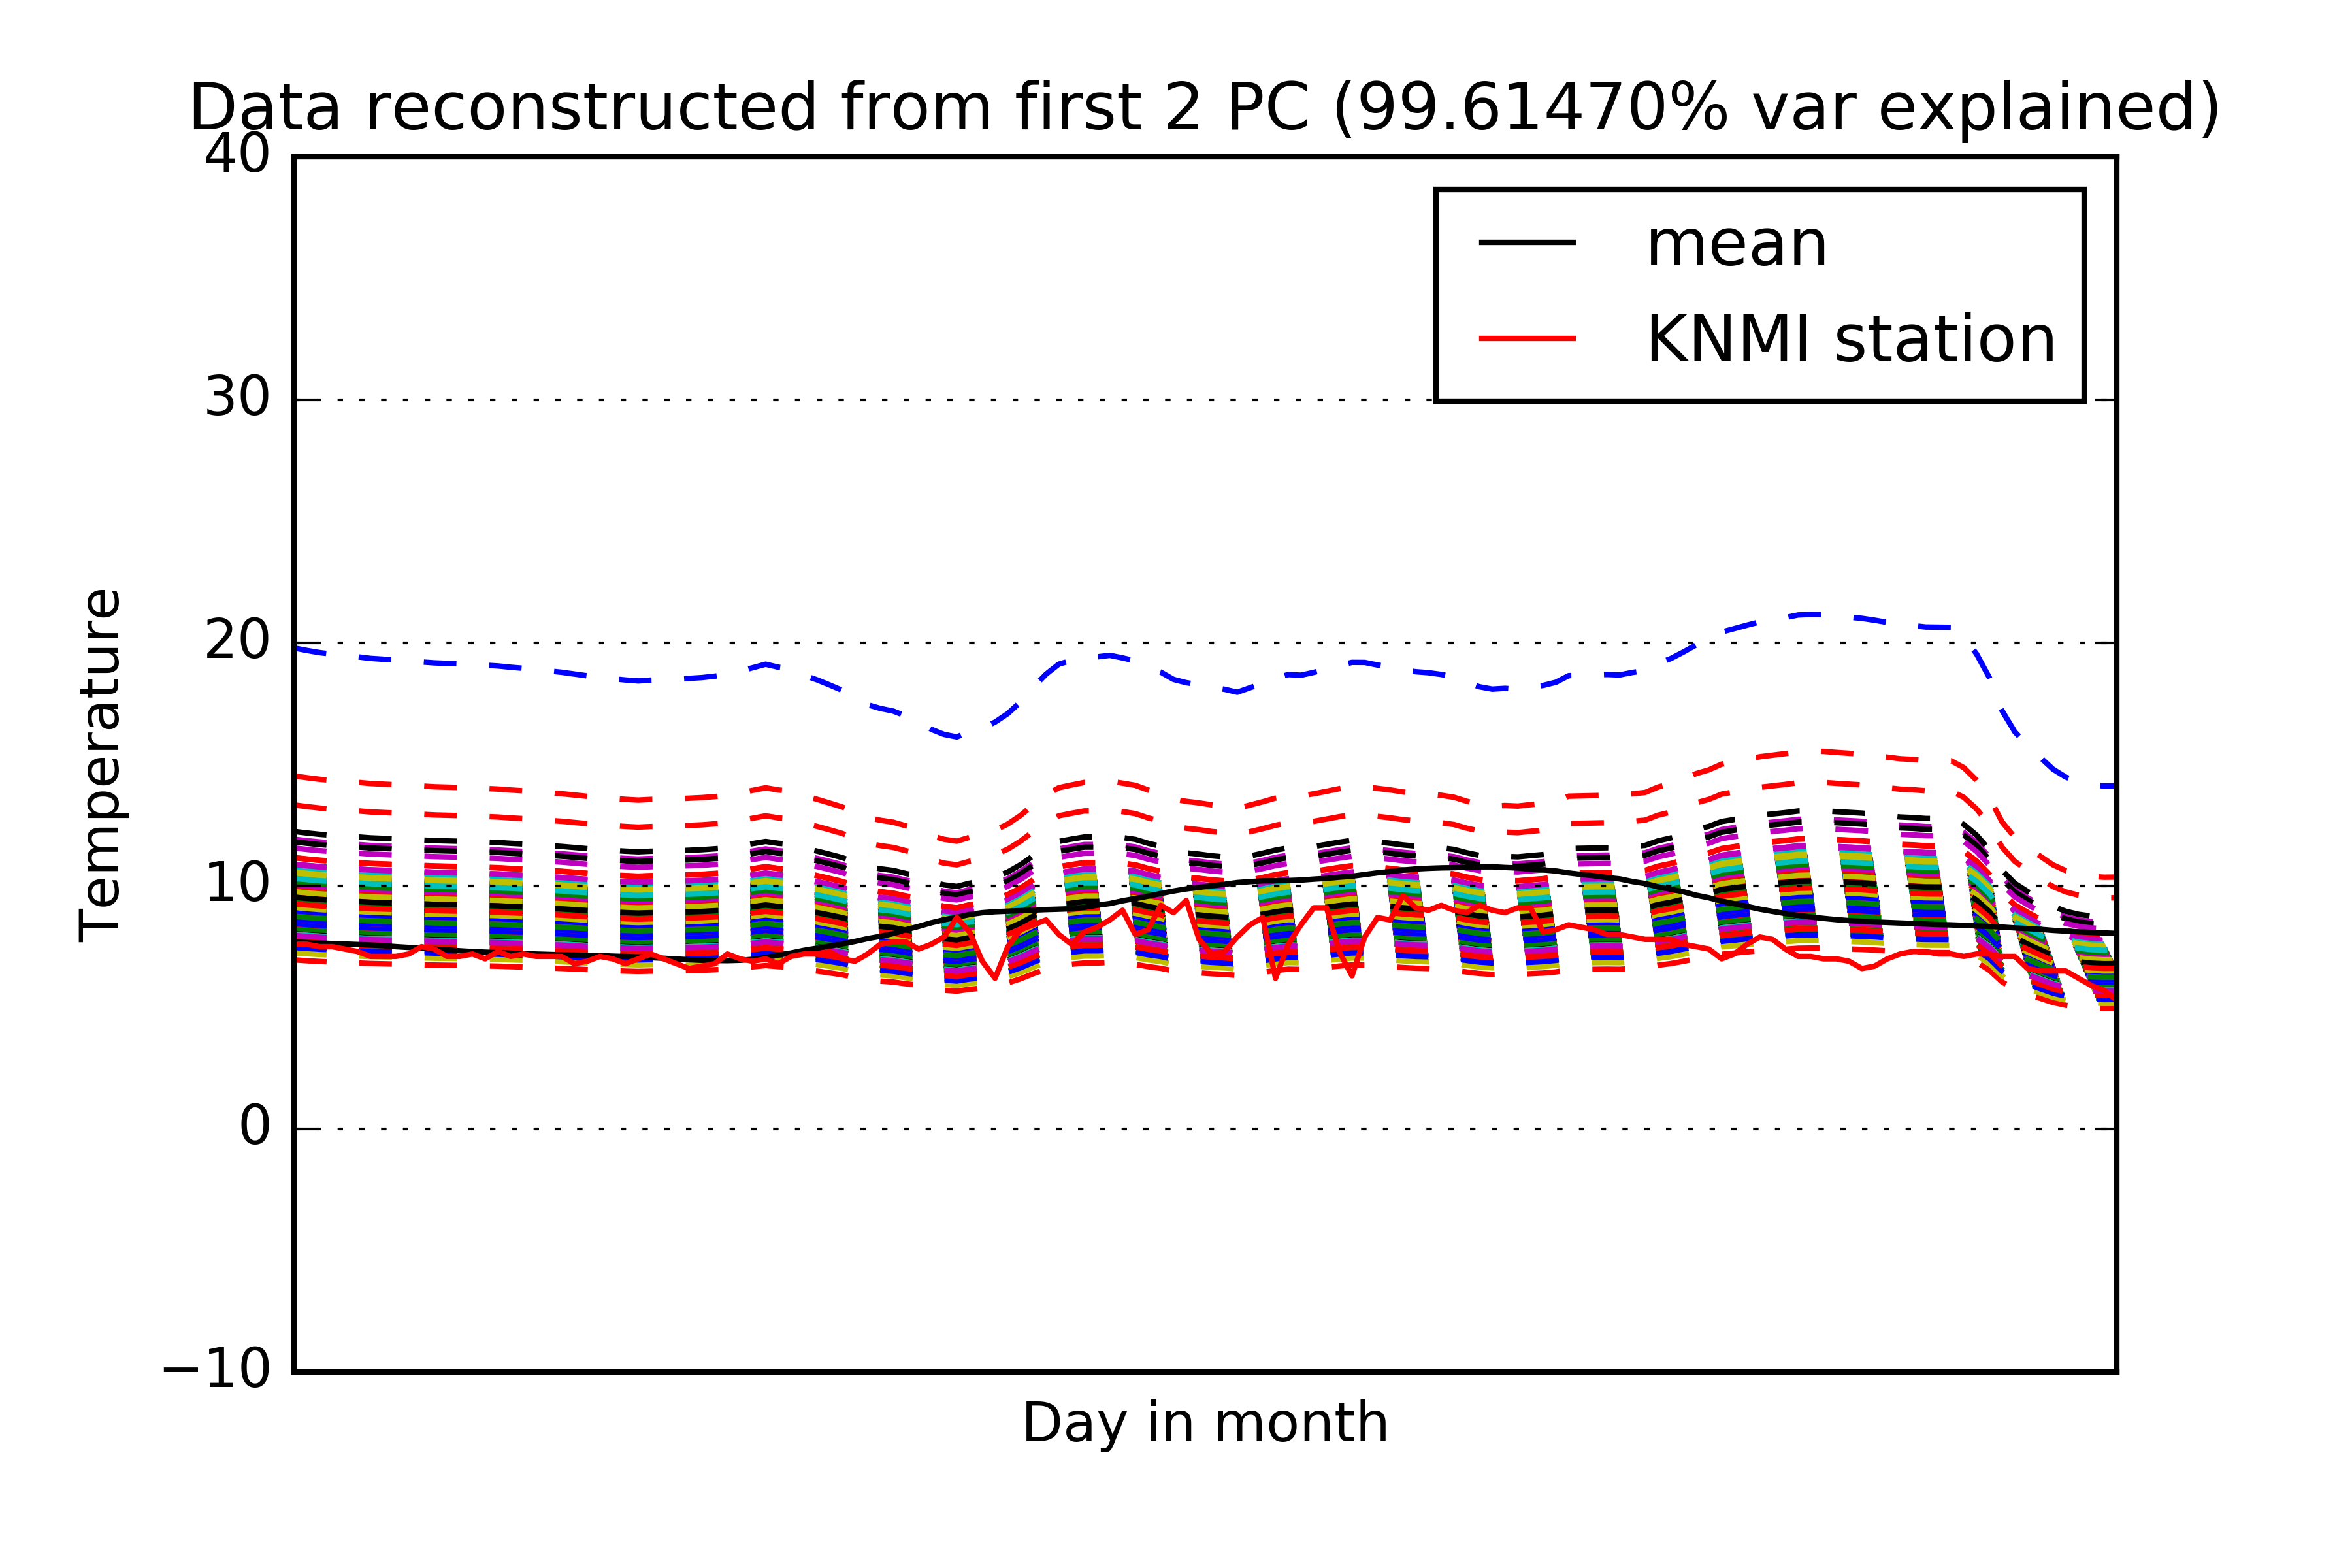 Data reconstructed from first 2 PC (99.61470% var explained)
40
30
20
10
0
−10
Temperature
mean
KNMI station
Day in month